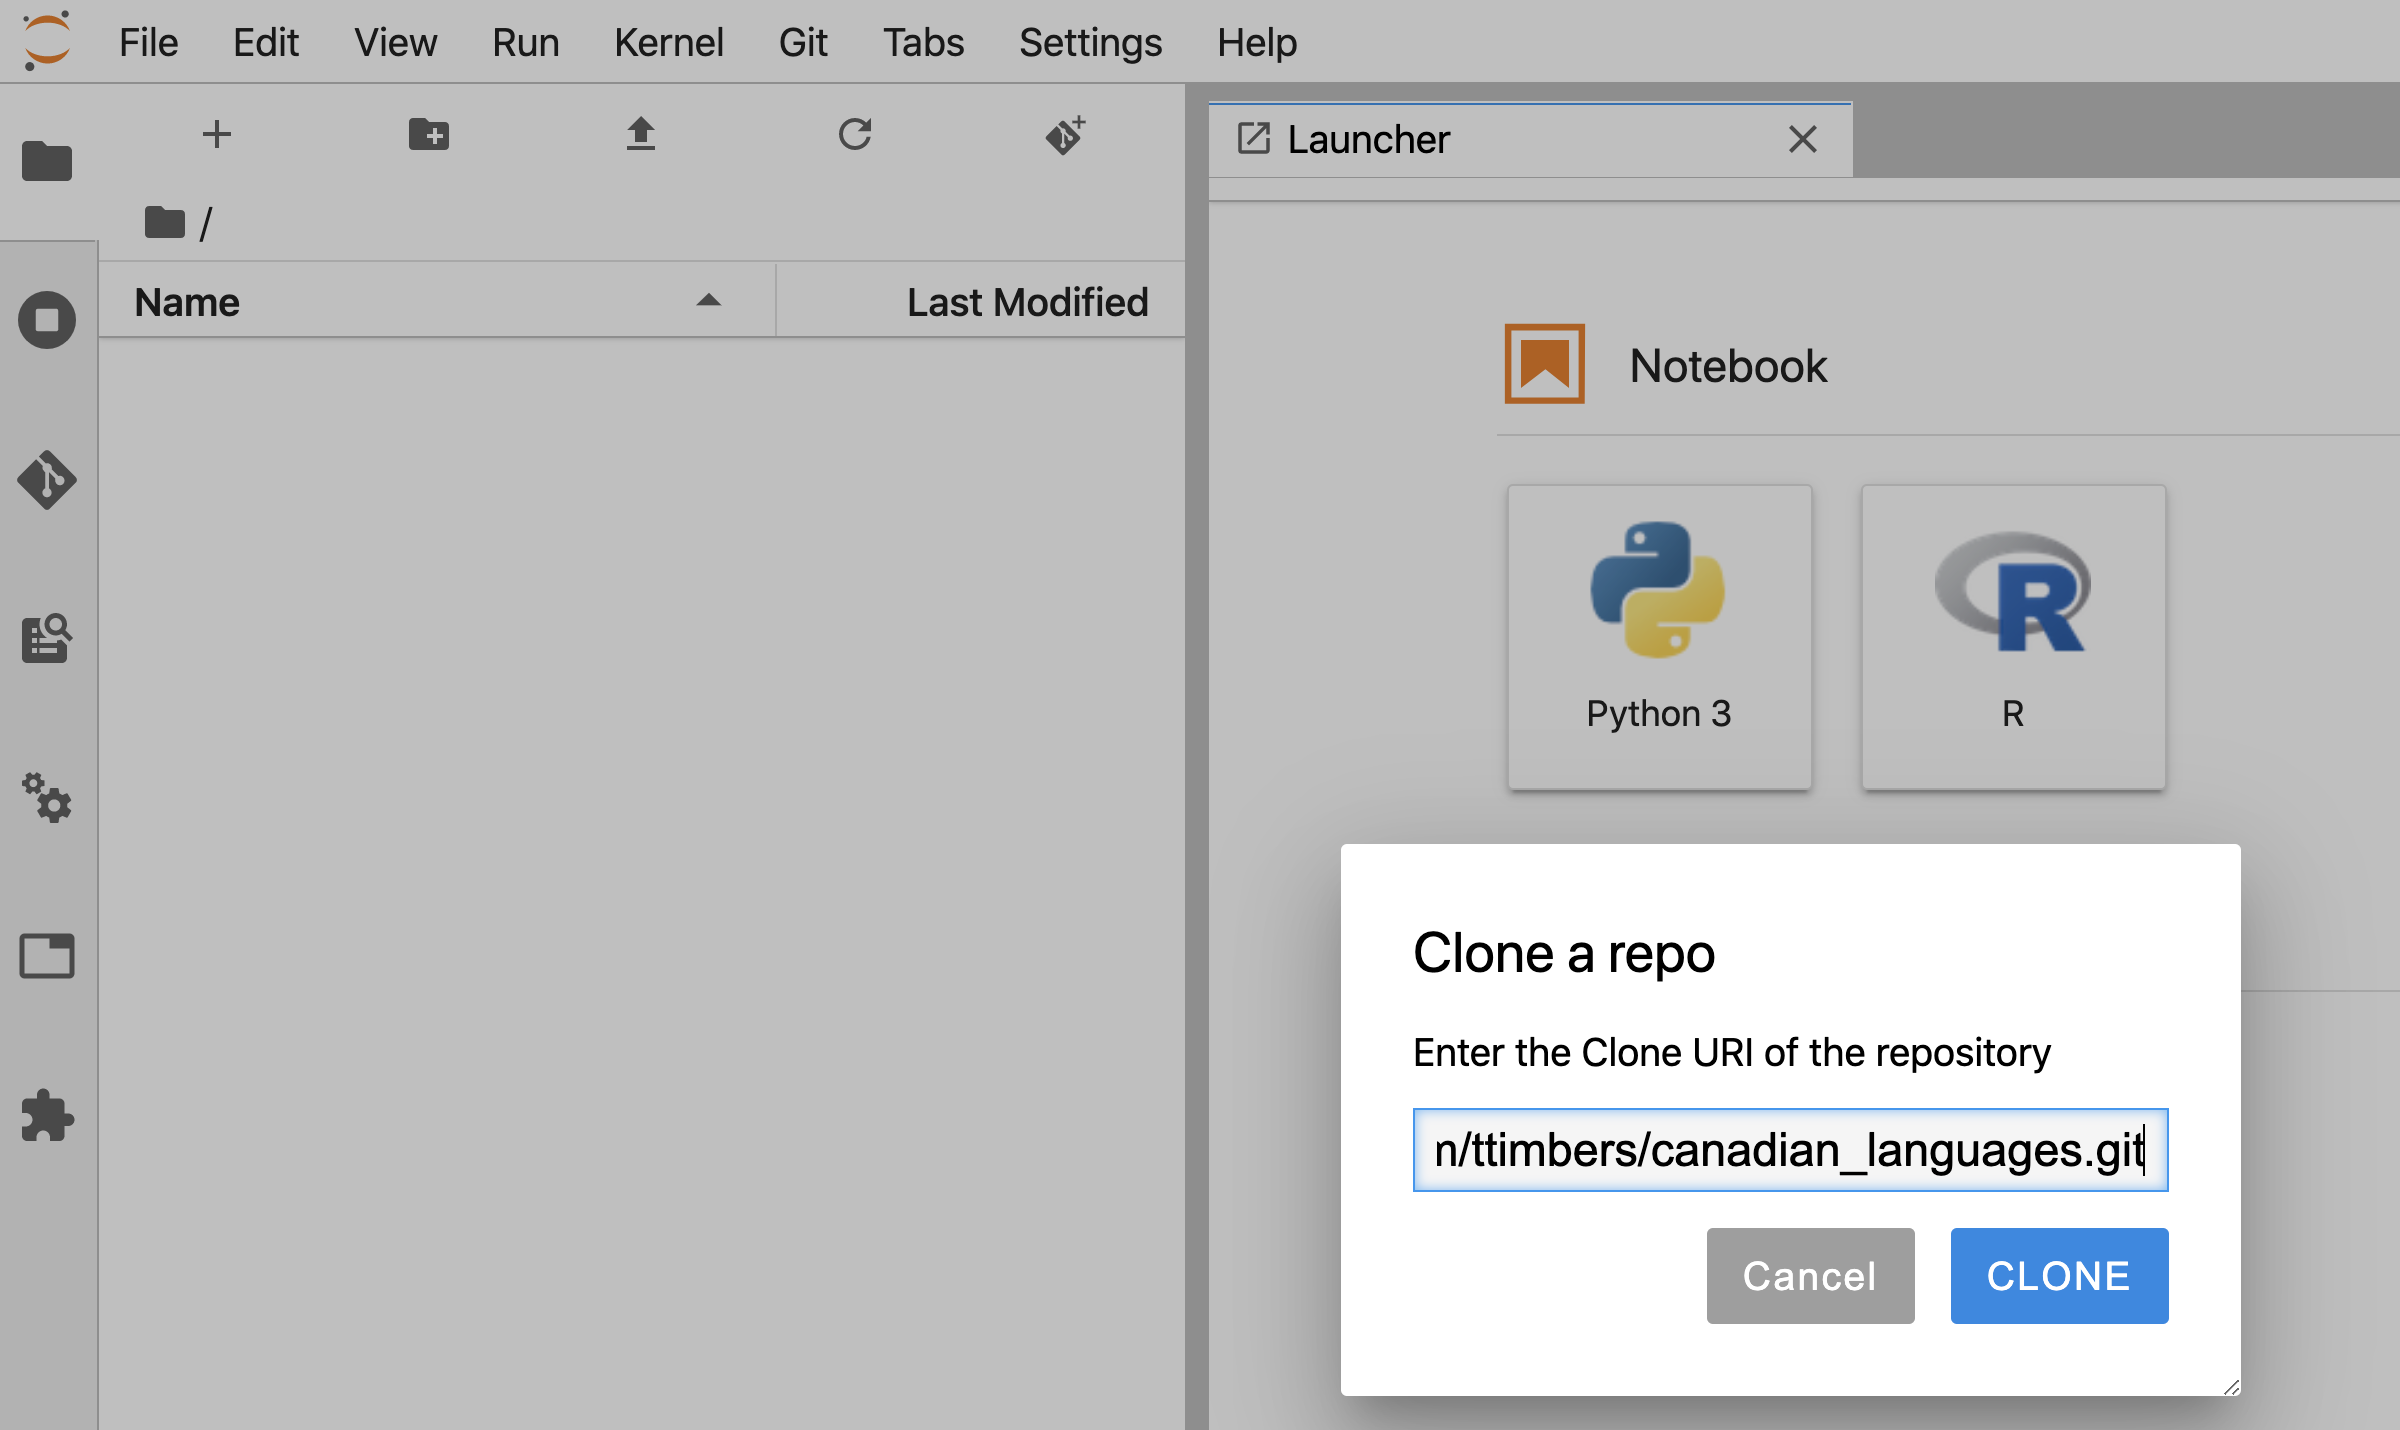 File Edit View Run Kernel Git Tabs Settings Help
Launcher
/
Name Last Modified
Notebook
Python 3 R
Clone a repo
Enter the Clone URI of the repository
n/ttimbers/canadian_languages.git
Cancel CLONE